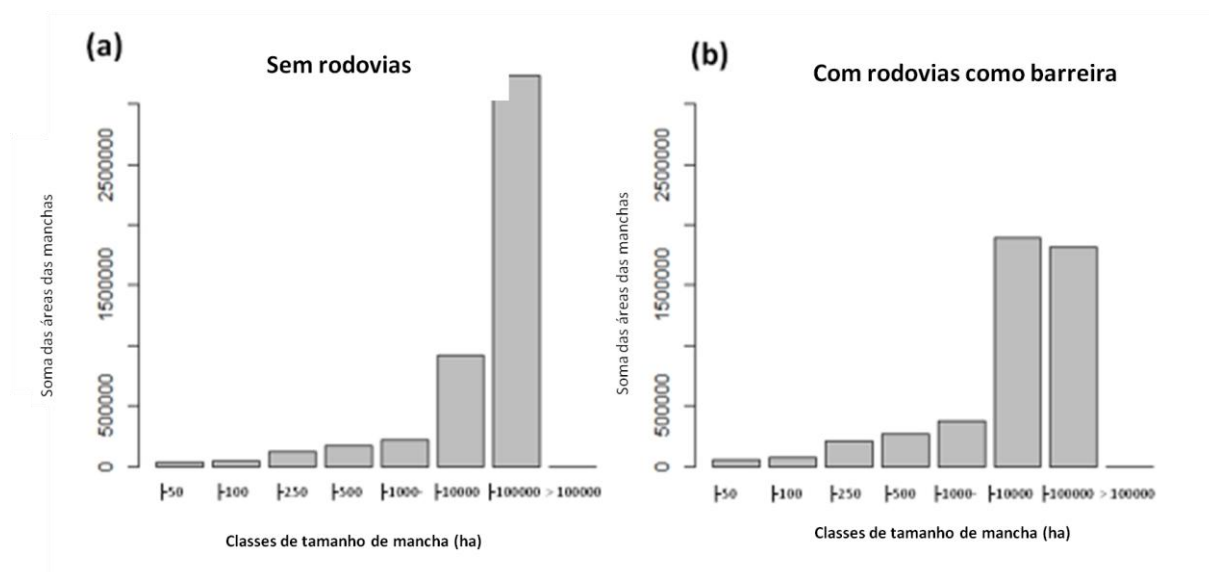 (a)
Sem rodovias
Soma das áreas das manchas
2500000
1500000
500000
0
├50 ├100 ├250 ├500 ├1000- ├10000 ├100000 > 100000
Classes de tamanho de mancha (ha)
(b)
Com rodovias como barreira
Soma das áreas das manchas
2500000
1500000
500000
0
├50 ├100 ├250 ├500 ├1000- ├10000 ├100000 > 100000
Classes de tamanho de mancha (ha)